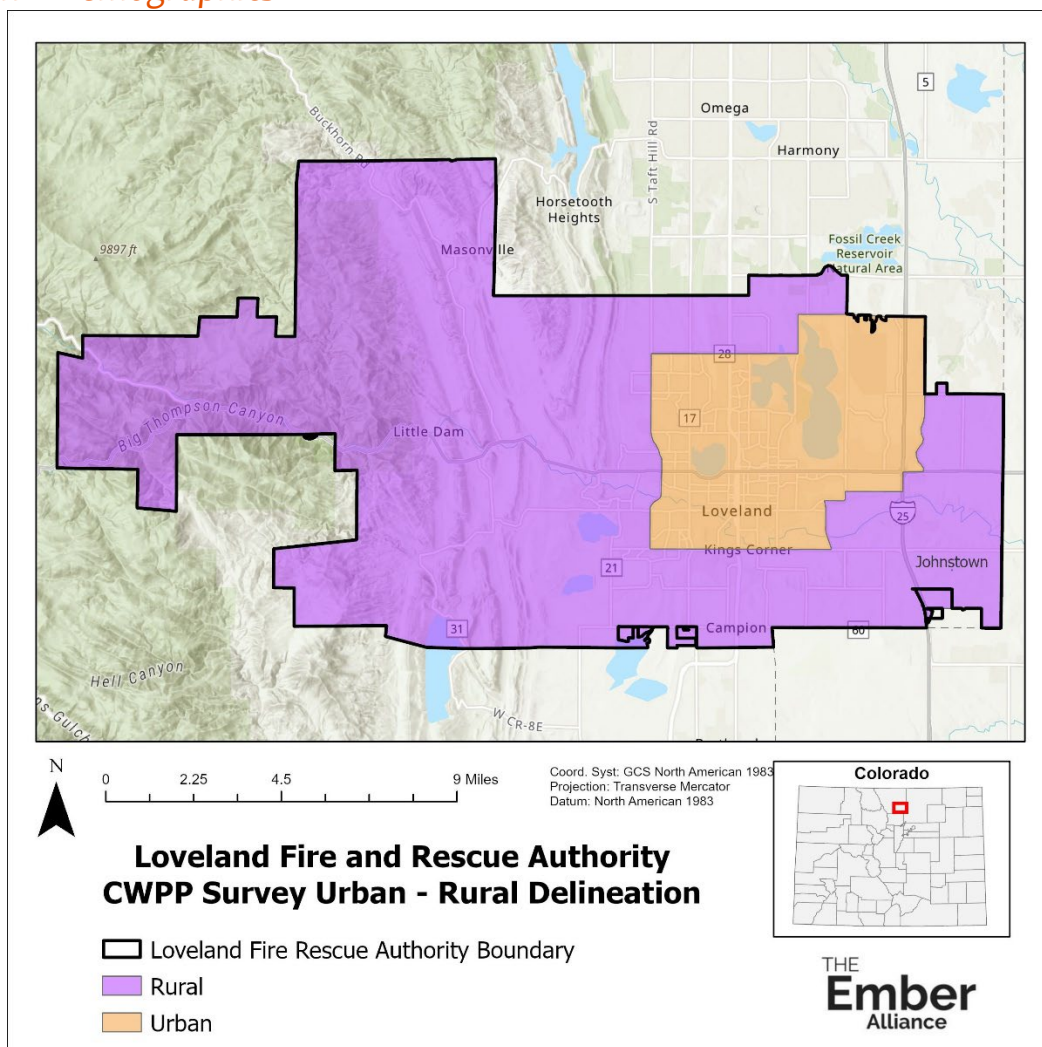 Omega
5
Harmony
Buckhorn Rd
S Taft Hill Rd
Horsetooth
Heights
9897 ft
Masonville
Fossil Creek
Reservoir
Natural Area
28
17
Big Thompson Canyon
Little Dam
Loveland
25
Kings Corner
21
Johnstown
31
Campion
60
Hell Canyon
Gulch
W CR-8E
N
0 2.25 4.5 9 Miles
Coord. Syst: GCS North American 1983
Projection: Transverse Mercator
Datum: North American 1983
Colorado
Loveland Fire and Rescue Authority
CWPP Survey Urban - Rural Delineation
Loveland Fire Rescue Authority Boundary
Rural
Urban
THE
Ember
Alliance